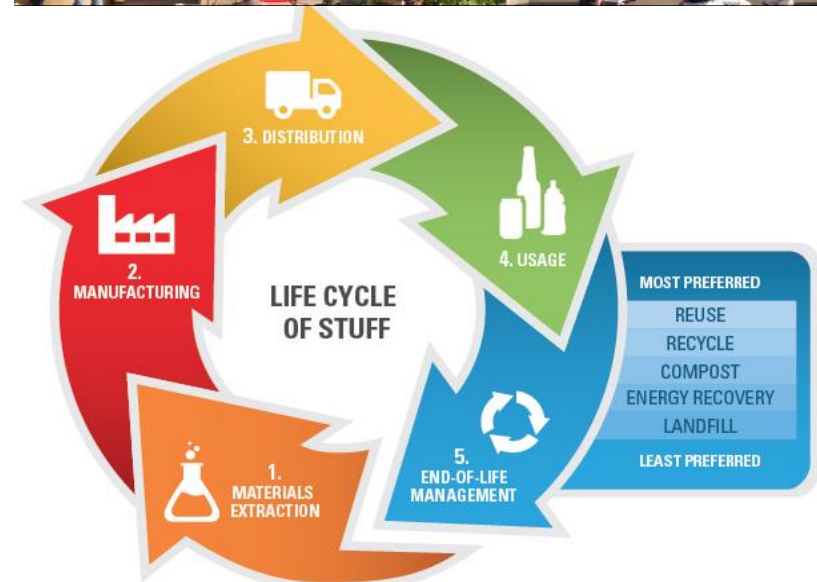 3. DISTRIBUTION
4. USAGE
2.
MANUFACTURING
LIFE CYCLE
OF STUFF
1.
MATERIALS
EXTRACTION
5.
END-OF-LIFE
MANAGEMENT
MOST PREFERRED
REUSE
RECYCLE
COMPOST
ENERGY RECOVERY
LANDFILL
LEAST PREFERRED